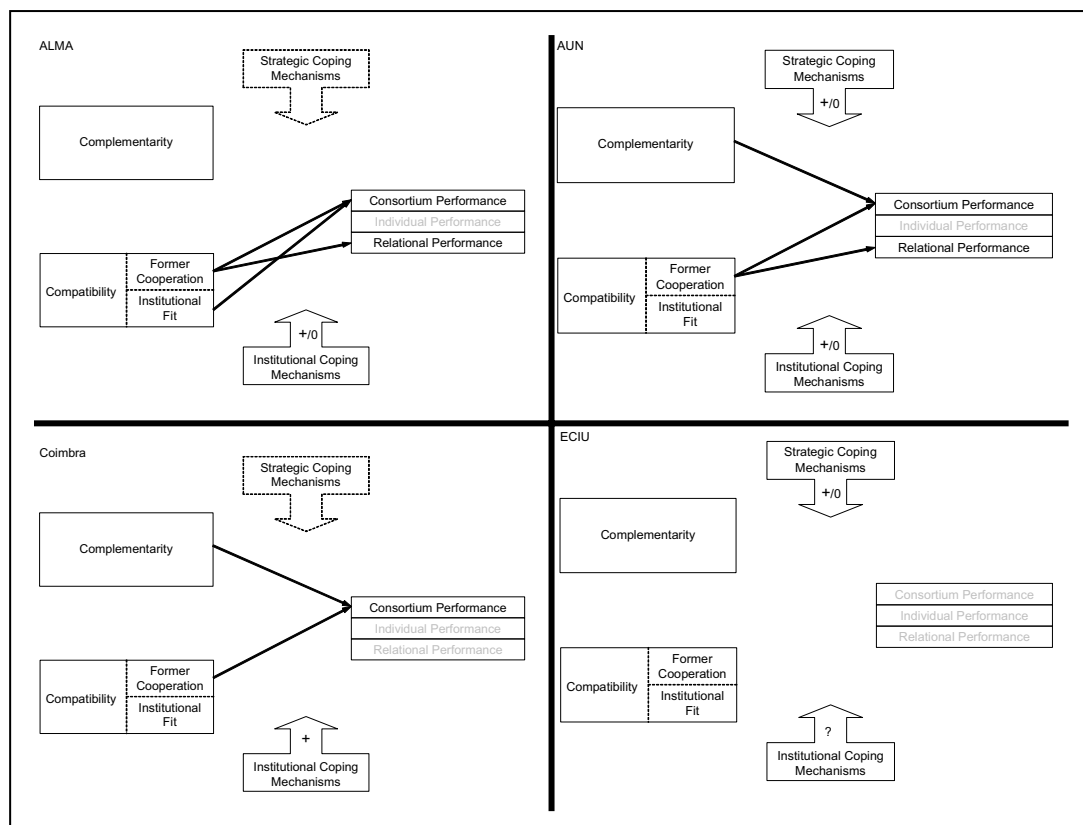 ALMA
Strategic Coping
Mechanisms
Complementarity
Consortium Performance
Individual Performance
Relational Performance
Compatibility
Former
Cooperation
Institutional
Fit
+/0
Institutional Coping
Mechanisms
AUN
Strategic Coping
Mechanisms
+/0
Complementarity
Consortium Performance
Individual Performance
Relational Performance
Compatibility
Former
Cooperation
Institutional
Fit
+/0
Institutional Coping
Mechanisms
Coimbra
Strategic Coping
Mechanisms
Complementarity
Consortium Performance
Individual Performance
Relational Performance
Compatibility
Former
Cooperation
Institutional
Fit
+
Institutional Coping
Mechanisms
ECIU
Strategic Coping
Mechanisms
+/0
Complementarity
Consortium Performance
Individual Performance
Relational Performance
Compatibility
Former
Cooperation
Institutional
Fit
?
Institutional Coping
Mechanisms